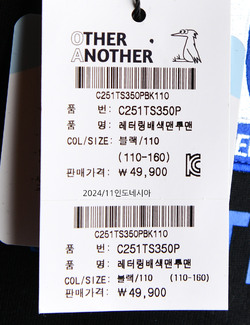 OTHER
ANOTHER
C251TS350PBK110
품 번: C251TS350P
품 명: 레터링배색맨투맨
COL/SIZE: 블랙/110
(110-160)
판매가격: ₩ 49,900
2024/11인도네시아
C251TS350PBK110
품 번: C251TS350P
품 명: 레터링배색맨투맨
COL/SIZE: 블랙/110 (110-160)
판매가격: ₩ 49,900